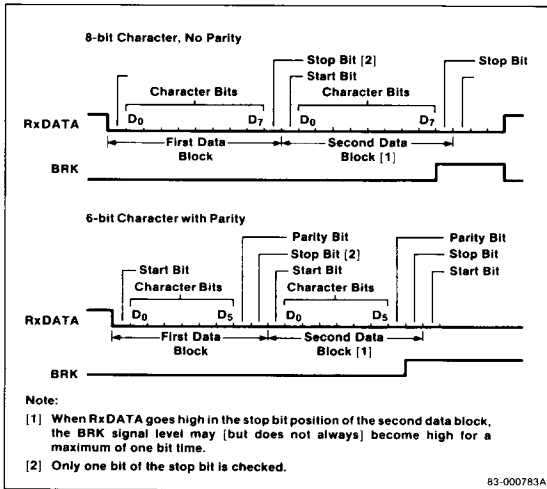 8-bit Character, No Parity
Stop Bit [2] Stop Bit
Start Bit
Character Bits Character Bits
RxDATA D0 D7 D0 D7
First Data Block Second Data Block [1]
BRK
6-bit Character with Parity
Parity Bit Parity Bit
Stop Bit [2] Stop Bit
Start Bit Start Bit Start Bit
Character Bits Character Bits
D0 D5 D0 D5
RxDATA
First Data Block Second Data Block [1]
BRK
Note:
[1] When RxDATA goes high in the stop bit position of the second data block,
the BRK signal level may [but does not always] become high for a
maximum of one bit time.
[2] Only one bit of the stop bit is checked.
83-000783A